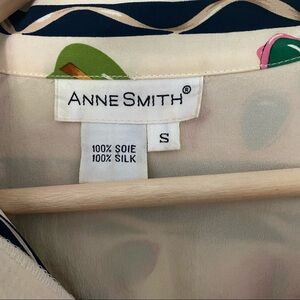 ANNE SMITH®
S
100% SOIE
100% SILK